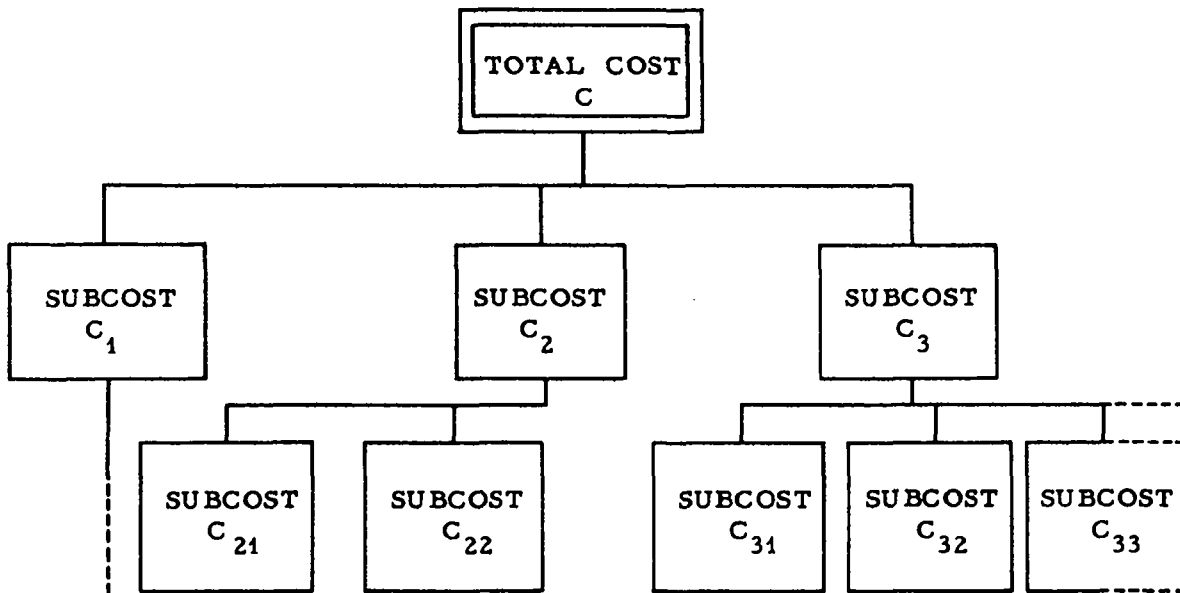 TOTAL COST
C
SUBCOST
C₁
SUBCOST
C₂
SUBCOST
C₃
SUBCOST
C₂₁
SUBCOST
C₂₂
SUBCOST
C₃₁
SUBCOST
C₃₂
SUBCOST
C₃₃